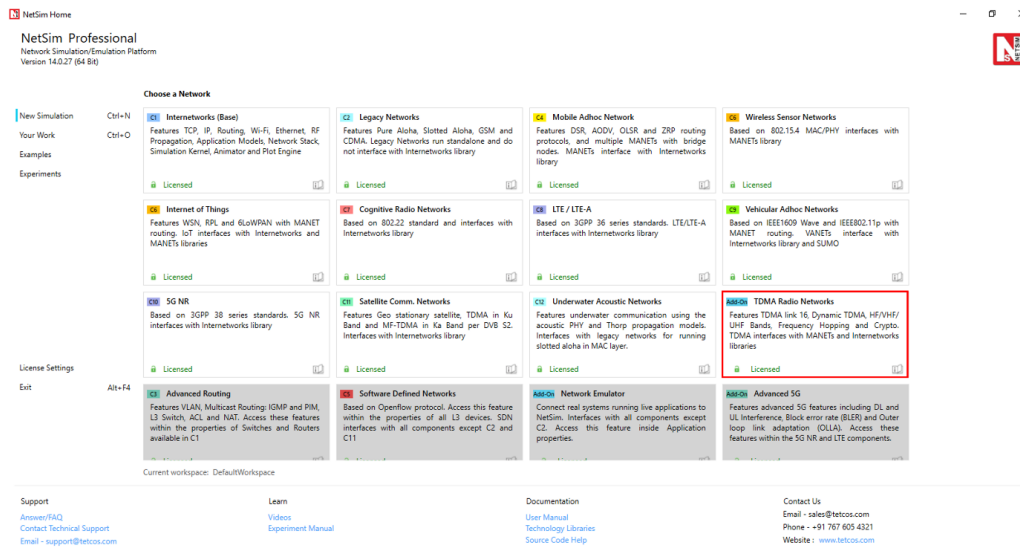 NetSim Home
NetSim Professional
Network Simulation/Emulation Platform
Version 14.0.27 (64 Bit)
NETSIM
Choose a Network
New Simulation Ctrl+N
Your Work Ctrl+O
Examples
Experiments
License Settings
Exit Alt+F4
C1 Internetworks (Base)
Features TCP, IP, Routing, Wi-Fi, Ethernet, RF
Propagation, Application Models, Network Stack,
Simulation Kernel, Animator and Plot Engine
Licensed
C2 Legacy Networks
Features Pure Aloha, Slotted Aloha, GSM and
CDMA. Legacy Networks run standalone and do
not interface with Internetworks library
Licensed
C4 Mobile Adhoc Network
Features DSR, AODV, OLSR and ZRP routing
protocols, and multiple MANETs with bridge
nodes. MANETs interface with Internetworks
library
Licensed
C6 Wireless Sensor Networks
Based on 802.15.4 MAC/PHY interfaces with
MANETs library
Licensed
C6 Internet of Things
Features WSN, RPL and 6LoWPAN with MANET
routing. IoT interfaces with Internetworks and
MANETs libraries
Licensed
C7 Cognitive Radio Networks
Based on 802.22 standard and interfaces with
Internetworks library
Licensed
C8 LTE / LTE-A
Based on 3GPP 36 series standards. LTE/LTE-A
interfaces with Internetworks library
Licensed
C9 Vehicular Adhoc Networks
Based on IEEE1609 Wave and IEEE802.11p with
MANET routing. VANETs interface with
Internetworks library and SUMO
Licensed
C10 5G NR
Based on 3GPP 38 series standards. 5G NR
interfaces with Internetworks library
Licensed
C11 Satellite Comm. Networks
Features Geo stationary satellite, TDMA in Ku
Band and MF-TDMA in Ka Band per DVB S2.
Interfaces with Internetworks library
Licensed
C12 Underwater Acoustic Networks
Features underwater communication using the
acoustic PHY and Thorp propagation models.
Interfaces with legacy networks for running
slotted aloha in MAC layer.
Licensed
Add-On TDMA Radio Networks
Features TDMA link 16, Dynamic TDMA, HF/VHF/
UHF Bands, Frequency Hopping and Crypto.
TDMA interfaces with MANETs and Internetworks
libraries
Licensed
C3 Advanced Routing
Features VLAN, Multicast Routing: IGMP and PIM,
L3 Switch, ACL and NAT. Access these features
within the properties of Switches and Routers
available in C1
C5 Software Defined Networks
Based on Openflow protocol. Access this feature
within the properties of all L3 devices. SDN
interfaces with all components except C2 and
C11
Add-On Network Emulator
Connect real systems running live applications to
NetSim. Interfaces with all components except
C2. Access this feature inside Application
properties.
Add-On Advanced 5G
Features advanced 5G features including DL and
UL Interference, Block error rate (BLER) and Outer
loop link adaptation (OLLA). Access these
features within the 5G NR and LTE components.
Current workspace: DefaultWorkspace
Support
Answer/FAQ
Contact Technical Support
Email - support@tetcos.com
Learn
Videos
Experiment Manual
Documentation
User Manual
Technology Libraries
Source Code Help
Contact Us
Email - sales@tetcos.com
Phone - +91 767 605 4321
Website : www.tetcos.com